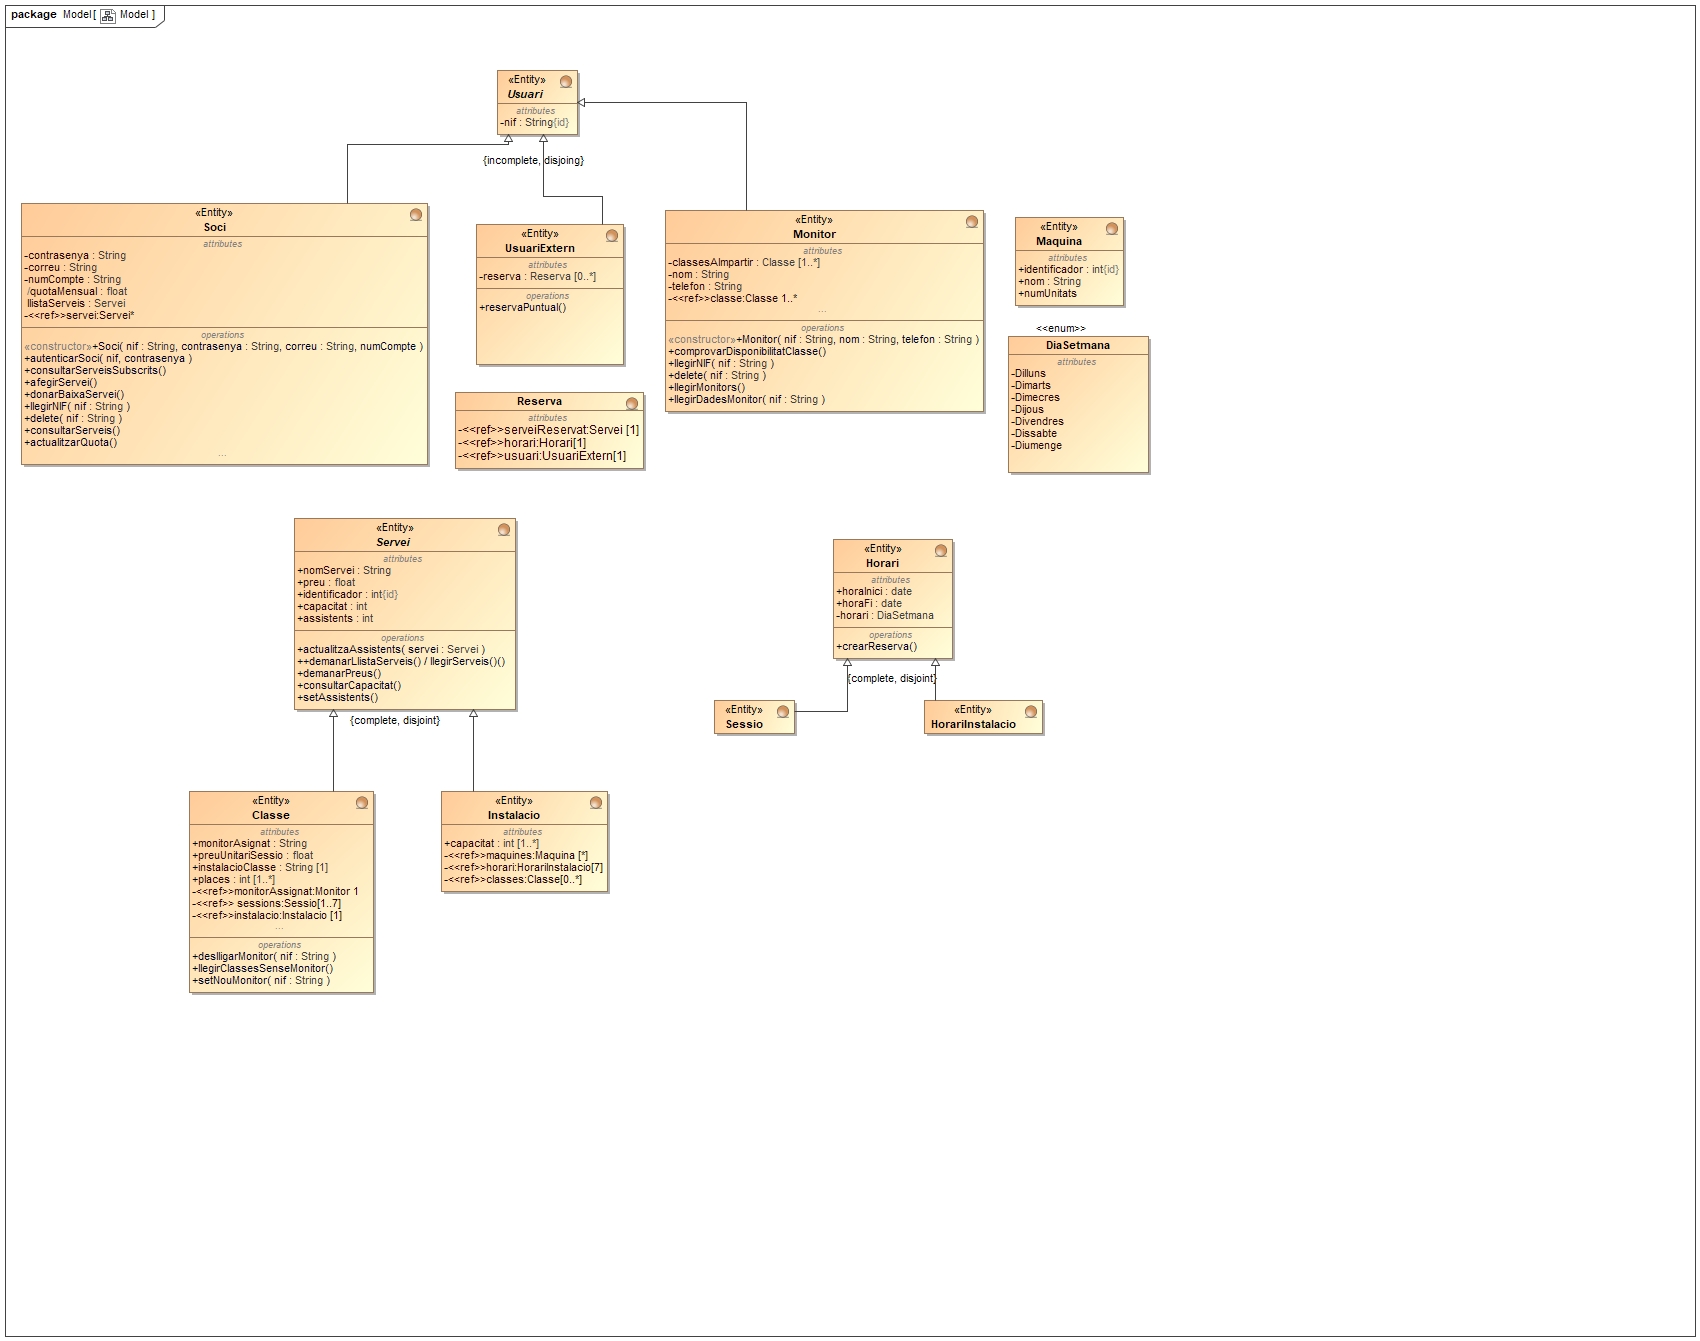 package Model[ Model ]
«Entity»
Usuari
attributes
-nif : String{id}
{incomplete, disjoing}
«Entity»
Soci
attributes
-contrasenya : String
-correu : String
-numCompte : String
/quotaMensual : float
llistaServeis : Servei
-<<ref>>servei:Servei*
operations
«constructor»+Soci( nif : String, contrasenya : String, correu : String, numCompte )
+autenticarSoci( nif, contrasenya )
+consultarServeisSubscrits()
+afegirServei()
+donarBaixaServei()
+llegirNIF( nif : String )
+delete( nif : String )
+consultarServeis()
+actualitzarQuota()
...
«Entity»
UsuariExtern
attributes
-reserva : Reserva [0..*]
operations
+reservaPuntual()
«Entity»
Monitor
attributes
-classesAImpartir : Classe [1..*]
-nom : String
-telefon : String
-<<ref>>classe:Classe 1..*
...
operations
«constructor»+Monitor( nif : String, nom : String, telefon : String )
+comprovarDisponibilitatClasse()
+llegirNIF( nif : String )
+delete( nif : String )
+llegirMonitors()
+llegirDadesMonitor( nif : String )
«Entity»
Maquina
attributes
+identificador : int{id}
+nom : String
+numUnitats
<<enum>>
DiaSetmana
attributes
-Dilluns
-Dimarts
-Dimecres
-Dijous
-Divendres
-Dissabte
-Diumenge
Reserva
attributes
-<<ref>>serveiReservat:Servei [1]
-<<ref>>horari:Horari[1]
-<<ref>>usuari:UsuariExtern[1]
«Entity»
Servei
attributes
+nomServei : String
+preu : float
+identificador : int{id}
+capacitat : int
+assistents : int
operations
+actualitzaAssistents( servei : Servei )
++demanarLlistaServeis() / llegirServeis()()
+demanarPreus()
+consultarCapacitat()
+setAssistents()
{complete, disjoint}
«Entity»
Horari
attributes
+horaInici : date
+horaFi : date
-horari : DiaSetmana
operations
+crearReserva()
{complete, disjoint}
«Entity»
Sessio
«Entity»
HorariInstalacio
«Entity»
Classe
attributes
+monitorAsignat : String
+preuUnitariSessio : float
+instalacioClasse : String [1]
+places : int [1..*]
-<<ref>>monitorAssignat:Monitor 1
-<<ref>> sessions:Sessio[1..7]
-<<ref>>instalacio:Instalacio [1]
...
operations
+deslligarMonitor( nif : String )
+llegirClassesSenseMonitor()
+setNouMonitor( nif : String )
«Entity»
Instalacio
attributes
+capacitat : int [1..*]
-<<ref>>maquines:Maquina [*]
-<<ref>>horari:HorariInstalacio[7]
-<<ref>>classes:Classe[0..*]